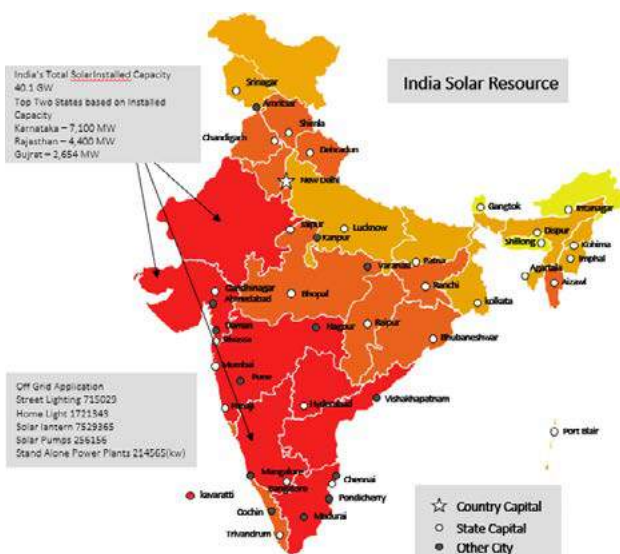 India's Total SolarInstalled Capacity
40.1 GW
Top Two States based on Installed
Capacity
Karnataka – 7,100 MW
Rajasthan – 4,400 MW
Gujrat – 2,654 MW
India Solar Resource
Srinagar
Amritsar
Shimla
Chandigarh
Dehradun
New Delhi
Gangtok
Itanagar
Jaipur
Lucknow
Kanpur
Dispur
Shillong
Kohima
Patna
Imphal
Varanasi
Agartala
Gandhinagar
Ranchi
Aizawl
Ahmedabad
Bhopal
kolkata
Daman
Nagpur
Raipur
Bhubaneshwar
Mumbai
Off Grid Application
Street Lighting 715029
Home Light 1721343
Solar lantern 7529365
Solar Pumps 256156
Stand Alone Power Plants 214565(kw)
Pune
Hyderabad
Vishakhapatnam
Panaji
Port Blair
Mangalore
Bangalore
Chennai
kavaratti
Pondicherry
Cochin
Madurai
Trivandrum
Country Capital
State Capital
Other City